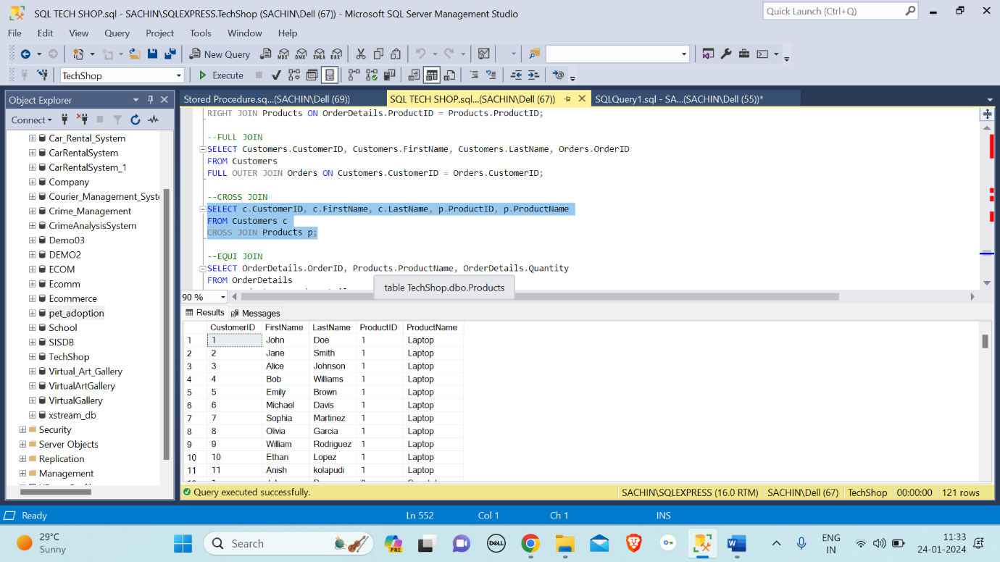 SQL TECH SHOP.sql - SACHIN\SQLEXPRESS.TechShop (SACHIN\Dell (67)) - Microsoft SQL Server Management Studio
Quick Launch (Ctrl+Q)
File Edit View Query Project Tools Window Help
New Query MDX DMX XMLA DAX
TechShop Execute
Object Explorer
Stored Procedure.sq...(SACHIN\Dell (69)) SQL TECH SHOP.sql...(SACHIN\Dell (67)) SQLQuery1.sql - SA...(SACHIN\Dell (55))*
Connect
Car_Rental_System
CarRentalSystem
CarRentalSystem_1
Company
Courier_Management_Syste
Crime_Management
CrimeAnalysisSystem
Demo03
DEMO2
ECOM
Ecomm
Ecommerce
pet_adoption
School
SISDB
TechShop
Virtual_Art_Gallery
VirtualArtGallery
VirtualGallery
xstream_db
Security
Server Objects
Replication
Management
RIGHT JOIN Products ON OrderDetails.ProductID = Products.ProductID;
--FULL JOIN
SELECT Customers.CustomerID, Customers.FirstName, Customers.LastName, Orders.OrderID
FROM Customers
FULL OUTER JOIN Orders ON Customers.CustomerID = Orders.CustomerID;
--CROSS JOIN
SELECT c.CustomerID, c.FirstName, c.LastName, p.ProductID, p.ProductName
FROM Customers c
CROSS JOIN Products p;
--EQUI JOIN
SELECT OrderDetails.OrderID, Products.ProductName, OrderDetails.Quantity
FROM OrderDetails
table TechShop.dbo.Products
90 %
Results Messages
CustomerID FirstName LastName ProductID ProductName
1 1 John Doe 1 Laptop
2 2 Jane Smith 1 Laptop
3 3 Alice Johnson 1 Laptop
4 4 Bob Williams 1 Laptop
5 5 Emily Brown 1 Laptop
6 6 Michael Davis 1 Laptop
7 7 Sophia Martinez 1 Laptop
8 8 Olivia Garcia 1 Laptop
9 9 William Rodriguez 1 Laptop
10 10 Ethan Lopez 1 Laptop
11 11 Anish kolapudi 1 Laptop
Query executed successfully. SACHIN\SQLEXPRESS (16.0 RTM) SACHIN\Dell (67) TechShop 00:00:00 121 rows
Ready Ln 552 Col 1 Ch 1 INS
29°C
Sunny
Search
PRE
DELL
W
ENG
IN
11:33
24-01-2024